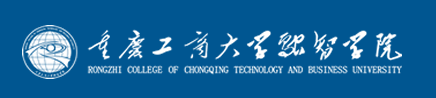 重庆工商大学融智学院
RONGZHI COLLEGE OF CHONGQING TECHNOLOGY AND BUSINESS UNIVERSITY